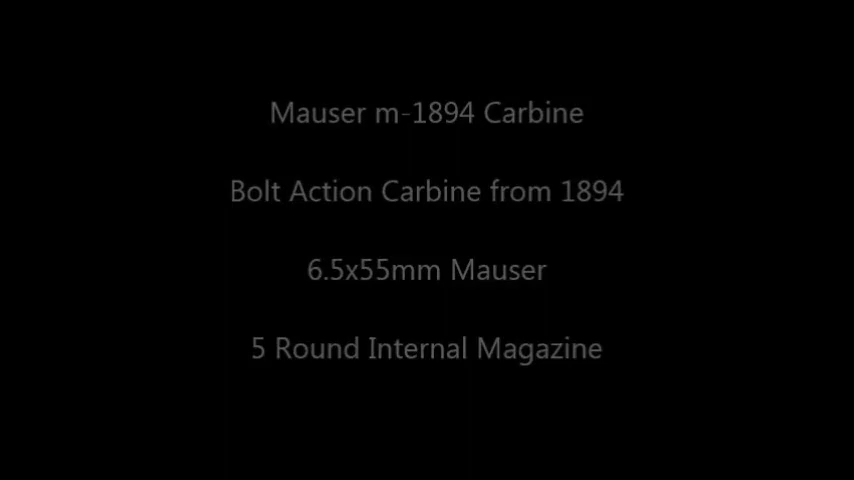 Mauser m-1894 Carbine
Bolt Action Carbine from 1894
6.5x55mm Mauser
5 Round Internal Magazine